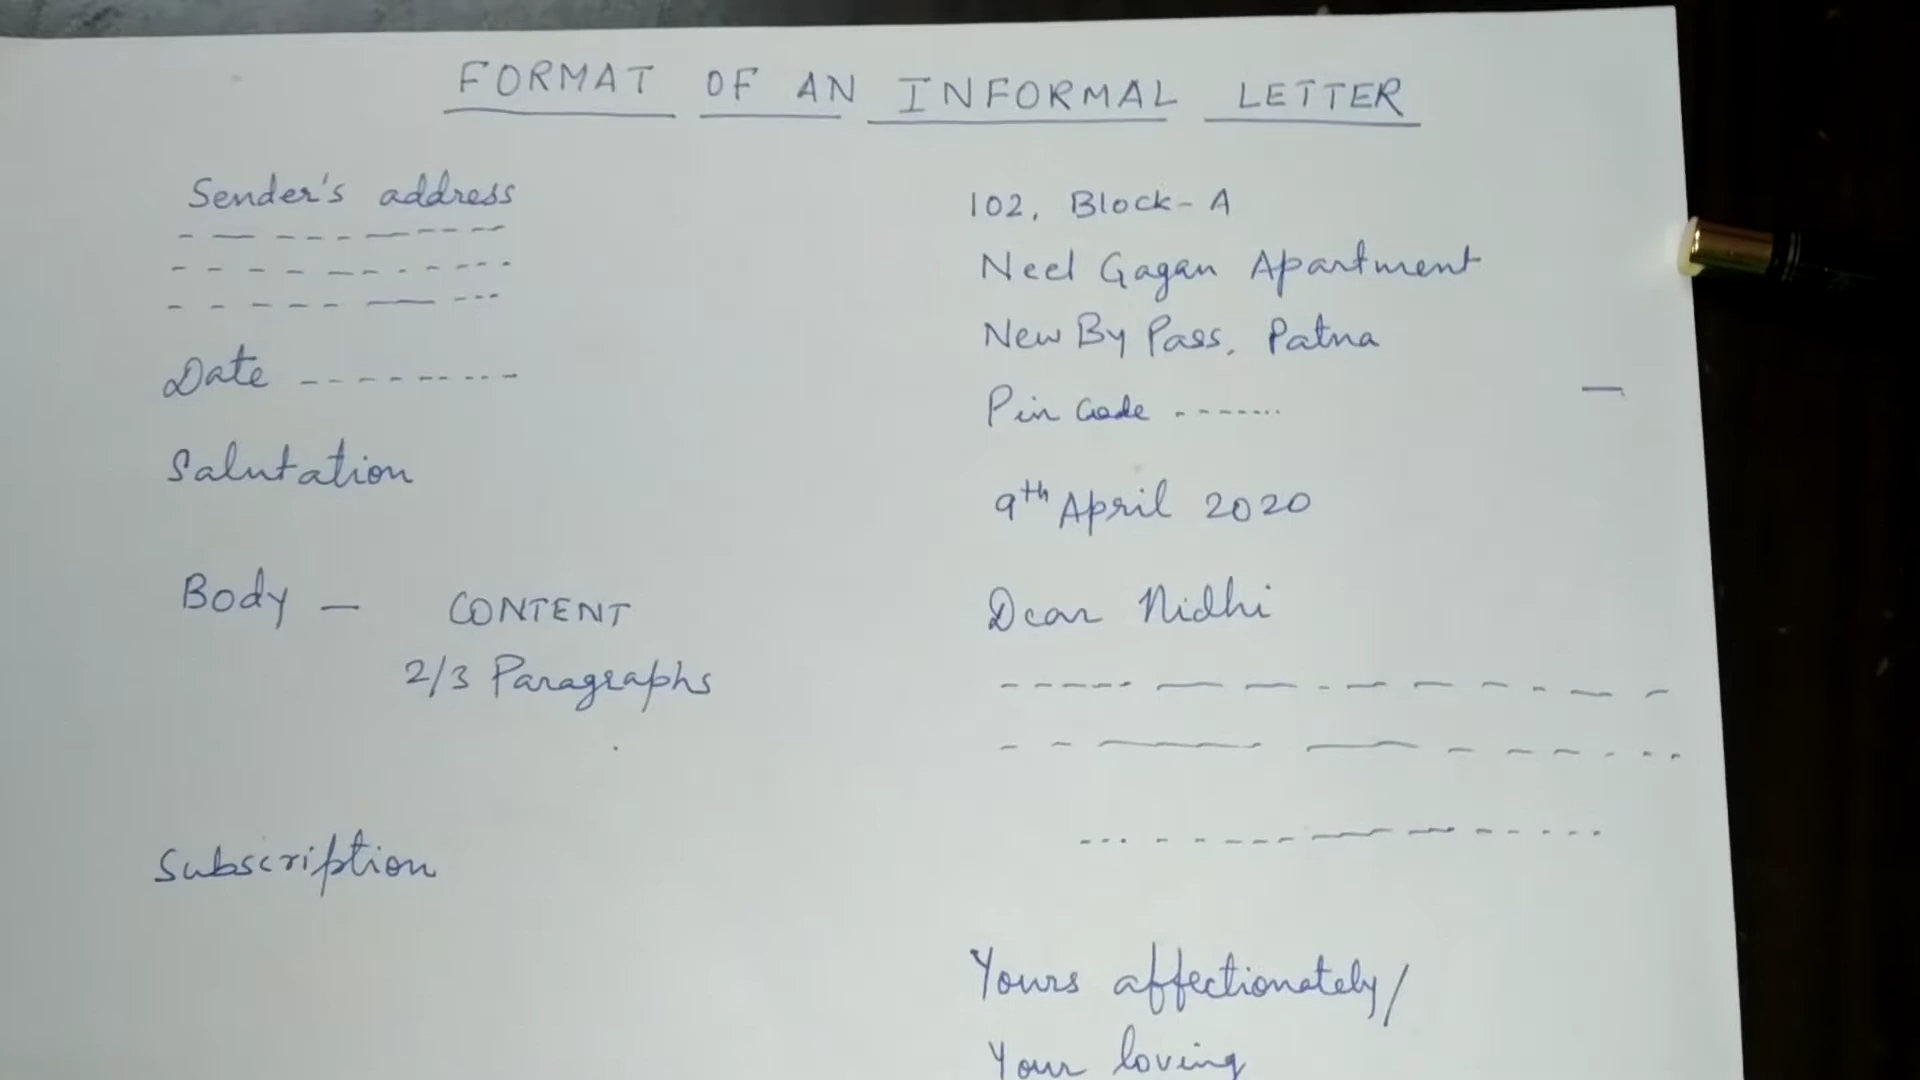 FORMAT OF AN INFORMAL LETTER
Sender's address
Date ----------
Salutation
Body - CONTENT
2/3 Paragraphs
Subscription
102, Block-A
Neel Gagan Apartment
New By Pass, Patna
Pin Code -------
9th April 2020
Dear Nidhi
Yours affectionately/
Your loving